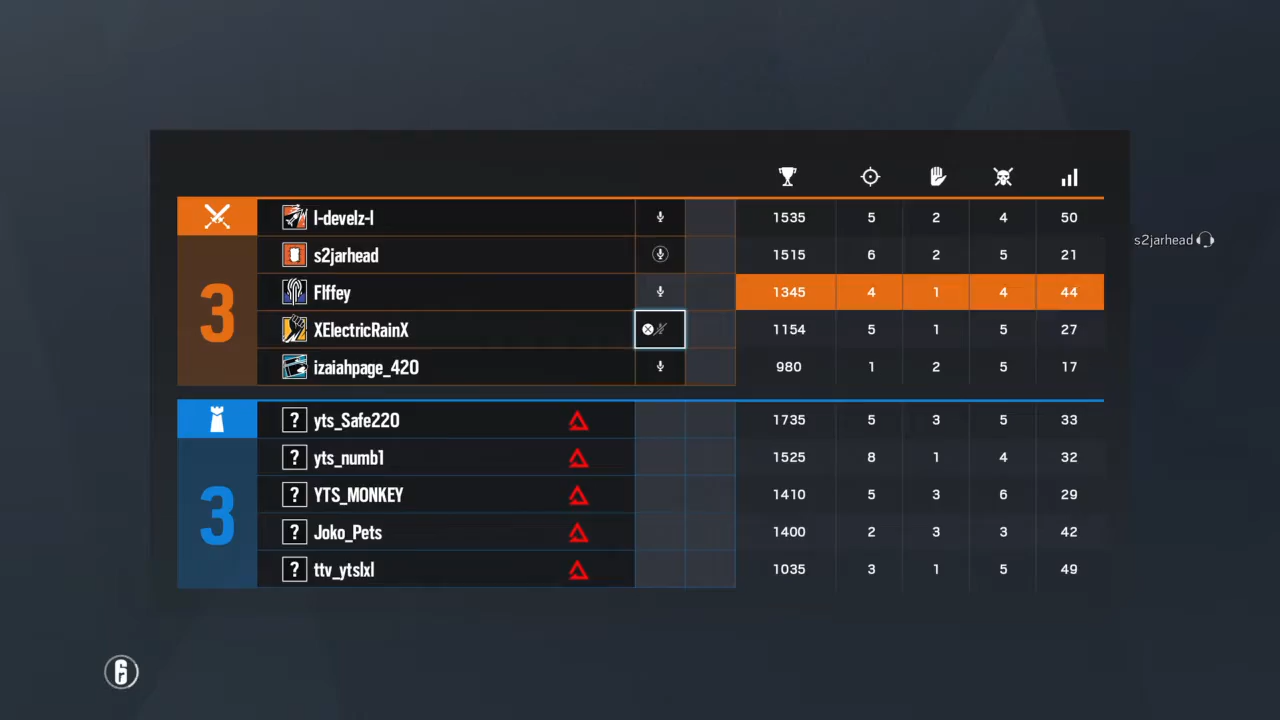 l-develz-l 1535 5 2 4 50
s2jarhead 1515 6 2 5 21
s2jarhead
3
Flffey 1345 4 1 4 44
XElectricRainX 1154 5 1 5 27
izaiahpage_420 980 1 2 5 17
? yts_Safe220 1735 5 3 5 33
? yts_numb1 1525 8 1 4 32
3
? YTS_MONKEY 1410 5 3 6 29
? Joko_Pets 1400 2 3 3 42
? ttv_ytslxl 1035 3 1 5 49
6